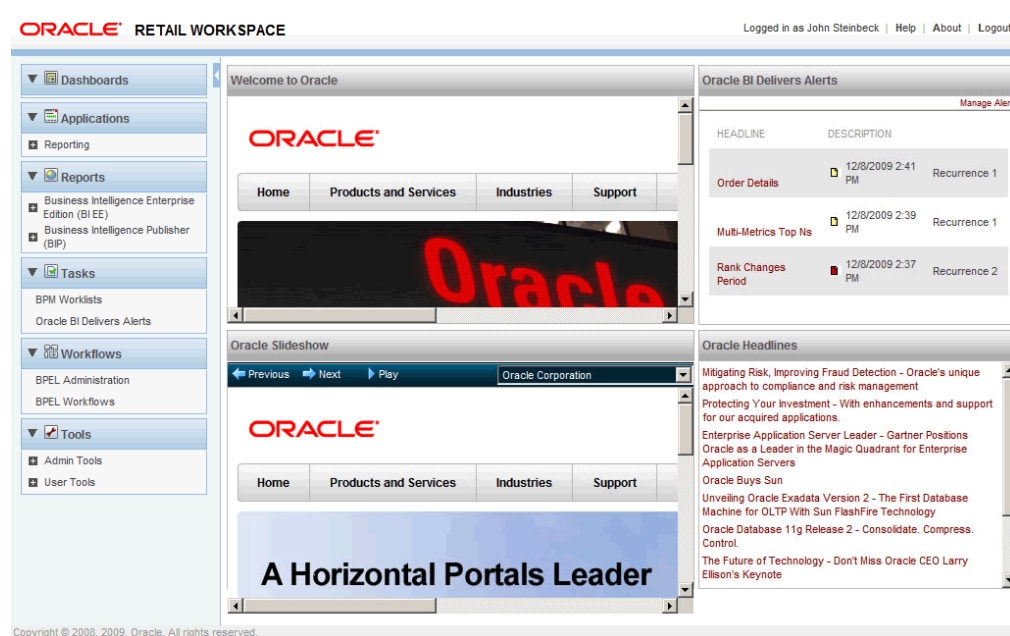 ORACLE RETAIL WORKSPACE
Logged in as John Steinbeck | Help | About | Logout
Dashboards
Applications
Reporting
Reports
Business Intelligence Enterprise
Edition (BI EE)
Business Intelligence Publisher
(BIP)
Tasks
BPM Worklists
Oracle BI Delivers Alerts
Workflows
BPEL Administration
BPEL Workflows
Tools
Admin Tools
User Tools
Welcome to Oracle
ORACLE
Home Products and Services Industries Support
Oracle
Oracle BI Delivers Alerts
Manage Aler
HEADLINE DESCRIPTION
Order Details 12/8/2009 2:41 PM Recurrence 1
Multi-Metrics Top Ns 12/8/2009 2:39 PM Recurrence 1
Rank Changes Period 12/8/2009 2:37 PM Recurrence 2
Oracle Slideshow
Previous Next Play Oracle Corporation
ORACLE
Home Products and Services Industries Support
A Horizontal Portals Leader
Oracle Headlines
Mitigating Risk, Improving Fraud Detection - Oracle's unique
approach to compliance and risk management
Protecting Your Investment - With enhancements and support
for our acquired applications.
Enterprise Application Server Leader - Gartner Positions
Oracle as a Leader in the Magic Quadrant for Enterprise
Application Servers
Oracle Buys Sun
Unveiling Oracle Exadata Version 2 - The First Database
Machine for OLTP With Sun FlashFire Technology
Oracle Database 11g Release 2 - Consolidate. Compress.
Control.
The Future of Technology - Don't Miss Oracle CEO Larry
Ellison's Keynote
Copyright © 2008, 2009, Oracle. All rights reserved.